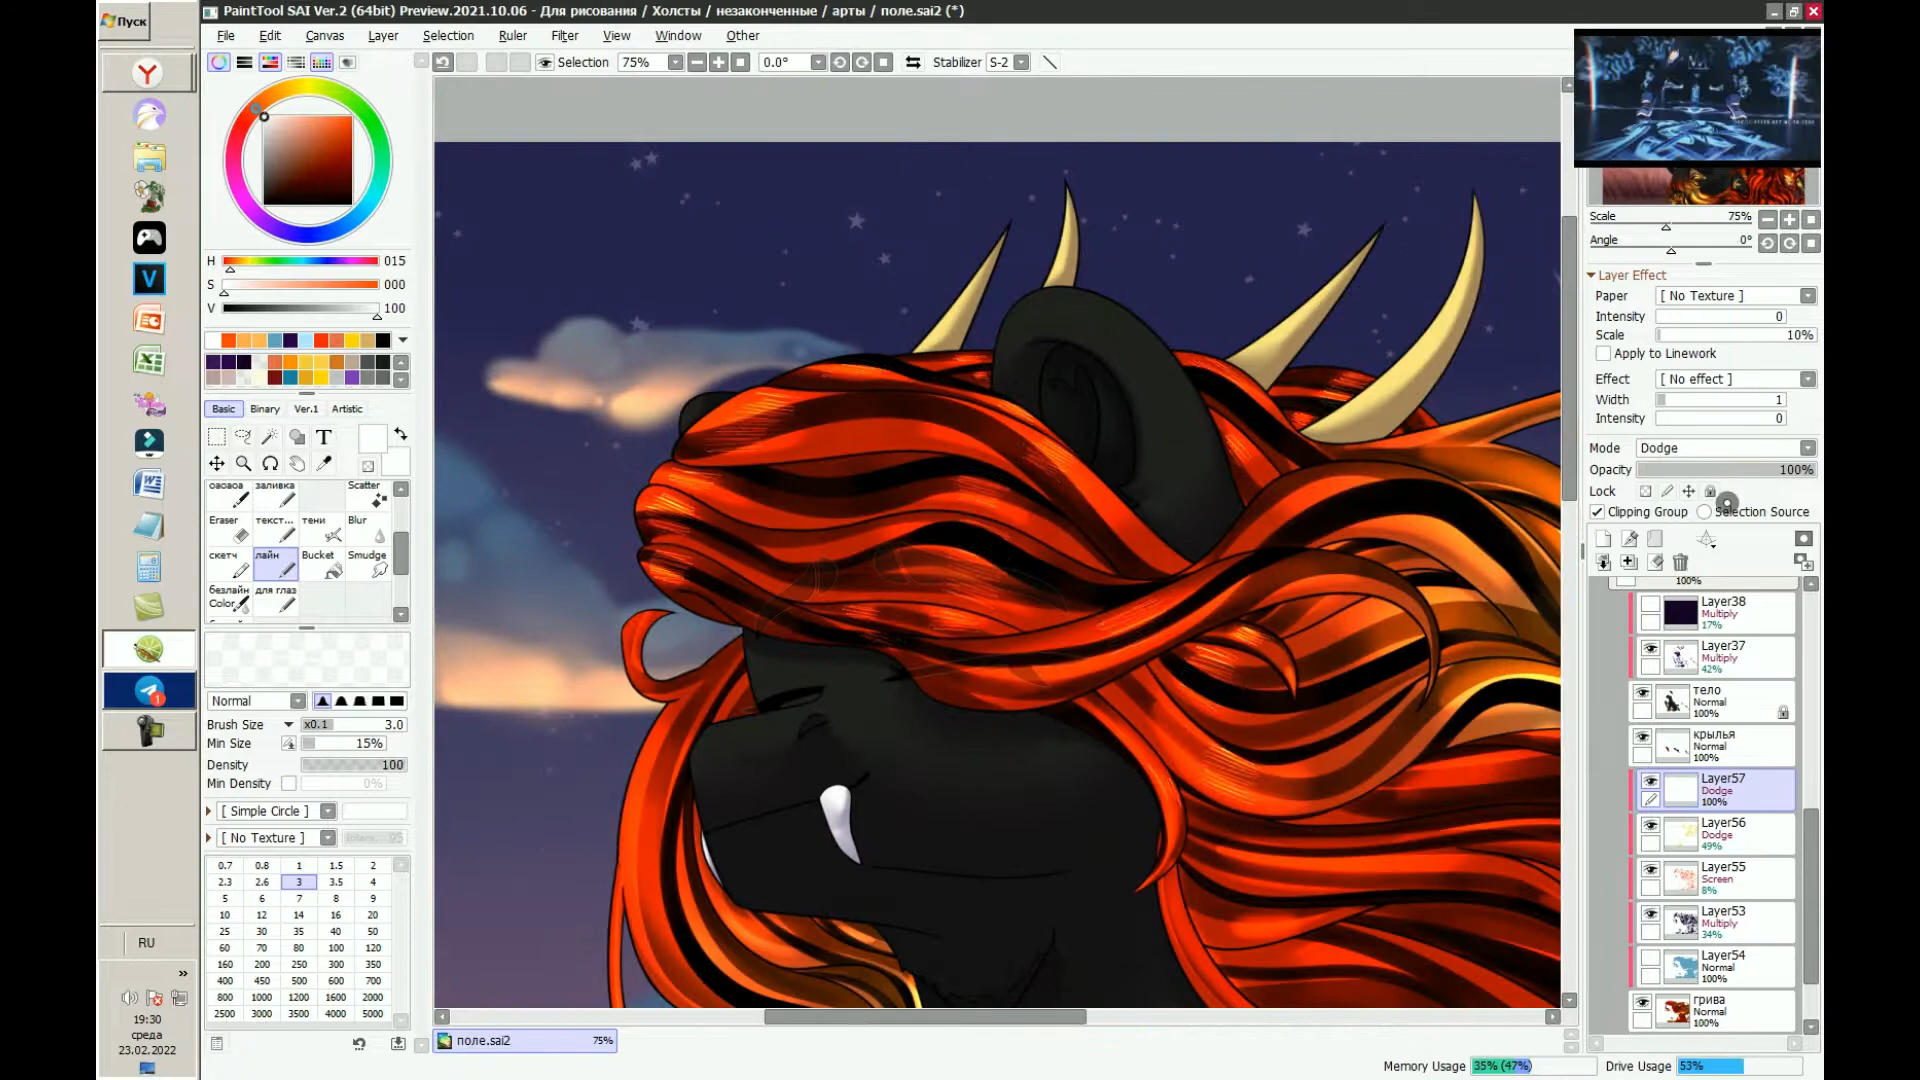 Пуск
PaintTool SAI Ver.2 (64bit) Preview.2021.10.06 - Для рисования / Холсты / незаконченные / арты / поле.sai2 (*)
File Edit Canvas Layer Selection Ruler Filter View Window Other
Selection 75% 0.0° Stabilizer S-2
H 015
S 000
V 100
Basic Binary Ver.1 Artistic
оаоаоа заливка Scatter
Eraser текст... тени Blur
скетч лайн Bucket Smudge
безлайн для глаз
Color
Normal
Brush Size x0.1 3.0
Min Size 15%
Density 100
Min Density 0%
[ Simple Circle ]
[ No Texture ] 95
0.7 0.8 1 1.5 2
2.3 2.6 3 3.5 4
5 6 7 8 9
10 12 14 16 20
25 30 35 40 50
60 70 80 100 120
160 200 250 300 350
400 450 500 600 700
800 1000 1200 1600 2000
2500 3000 3500 4000 5000
Scale 75%
Angle 0°
Layer Effect
Paper [ No Texture ]
Intensity 0
Scale 10%
Apply to Linework
Effect [ No effect ]
Width 1
Intensity 0
Mode Dodge
Opacity 100%
Lock
Clipping Group Selection Source
100%
Layer38
Multiply
17%
Layer37
Multiply
42%
тело
Normal
100%
крылья
Normal
100%
Layer57
Dodge
100%
Layer56
Dodge
49%
Layer55
Screen
8%
Layer53
Multiply
34%
Layer54
Normal
100%
грива
Normal
100%
RU
19:30
среда
23.02.2022
поле.sai2 75%
Memory Usage 35% (47%) Drive Usage 53%